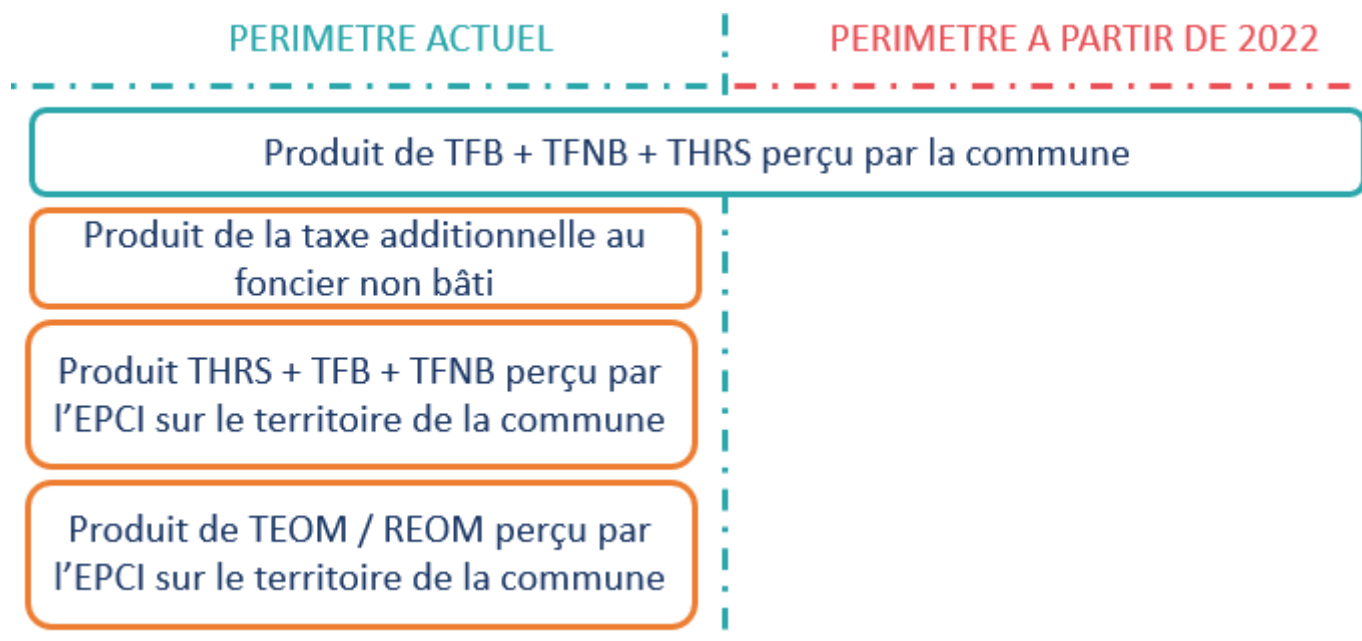 PERIMETRE ACTUEL
PERIMETRE A PARTIR DE 2022
Produit de TFB + TFNB + THRS perçu par la commune
Produit de la taxe additionnelle au
foncier non bâti
Produit THRS + TFB + TFNB perçu par
l’EPCI sur le territoire de la commune
Produit de TEOM / REOM perçu par
l’EPCI sur le territoire de la commune